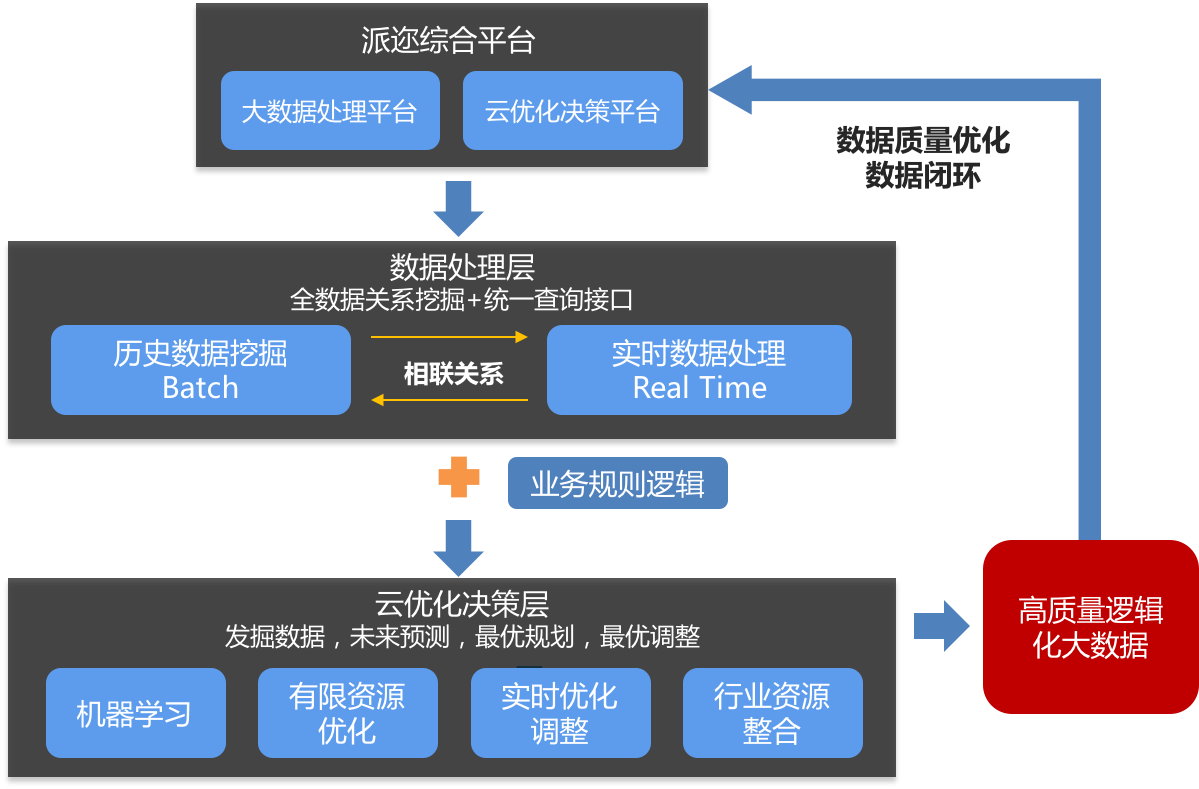 派迩综合平台
大数据处理平台
云优化决策平台
数据质量优化
数据闭环
数据处理层
全数据关系挖掘+统一查询接口
历史数据挖掘
Batch
相联关系
实时数据处理
Real Time
业务规则逻辑
云优化决策层
发掘数据，未来预测，最优规划，最优调整
机器学习
有限资源
优化
实时优化
调整
行业资源
整合
高质量逻辑
化大数据